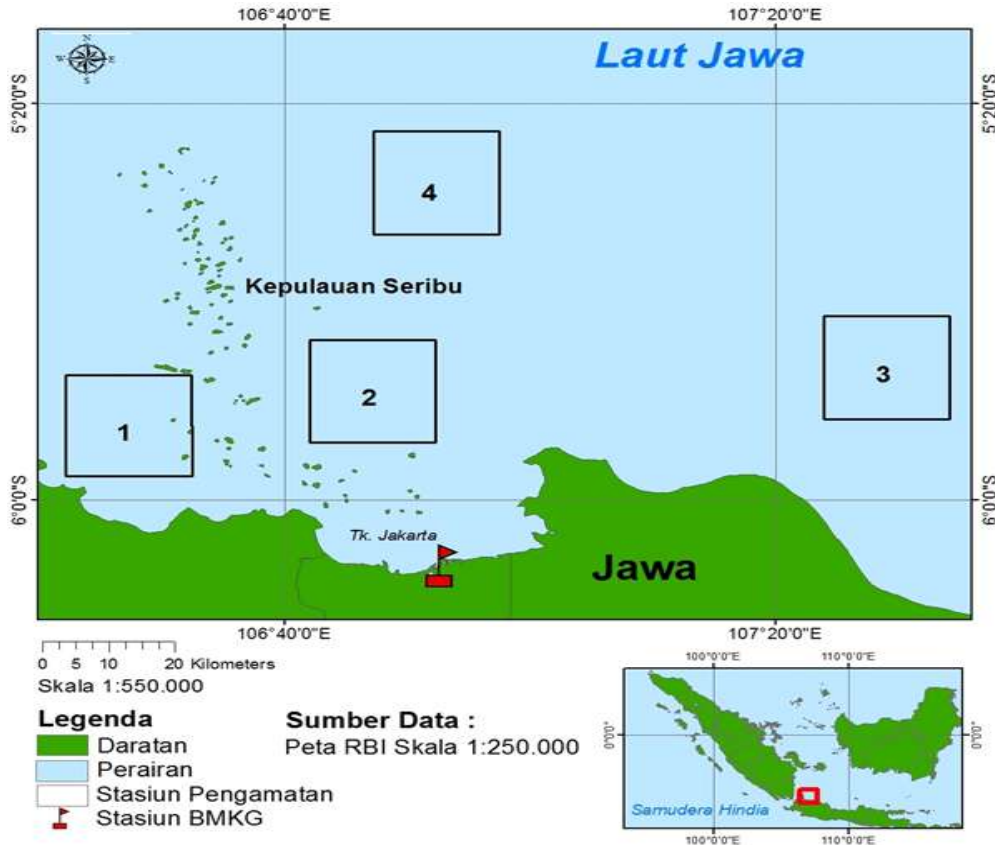 106°40'0"E 107°20'0"E
N
W E
S
Laut Jawa
5°20'0"S 5°20'0"S
4
Kepulauan Seribu
3
2
1
6°0'0"S 6°0'0"S
Tk. Jakarta
Jawa
106°40'0"E 107°20'0"E
0 5 10 20 Kilometers
Skala 1:550.000
Legenda
Daratan
Perairan
Stasiun Pengamatan
Stasiun BMKG
Sumber Data :
Peta RBI Skala 1:250.000
100°0'0"E 110°0'0"E
0°0'0" 0°0'0"
Samudera Hindia
100°0'0"E 110°0'0"E